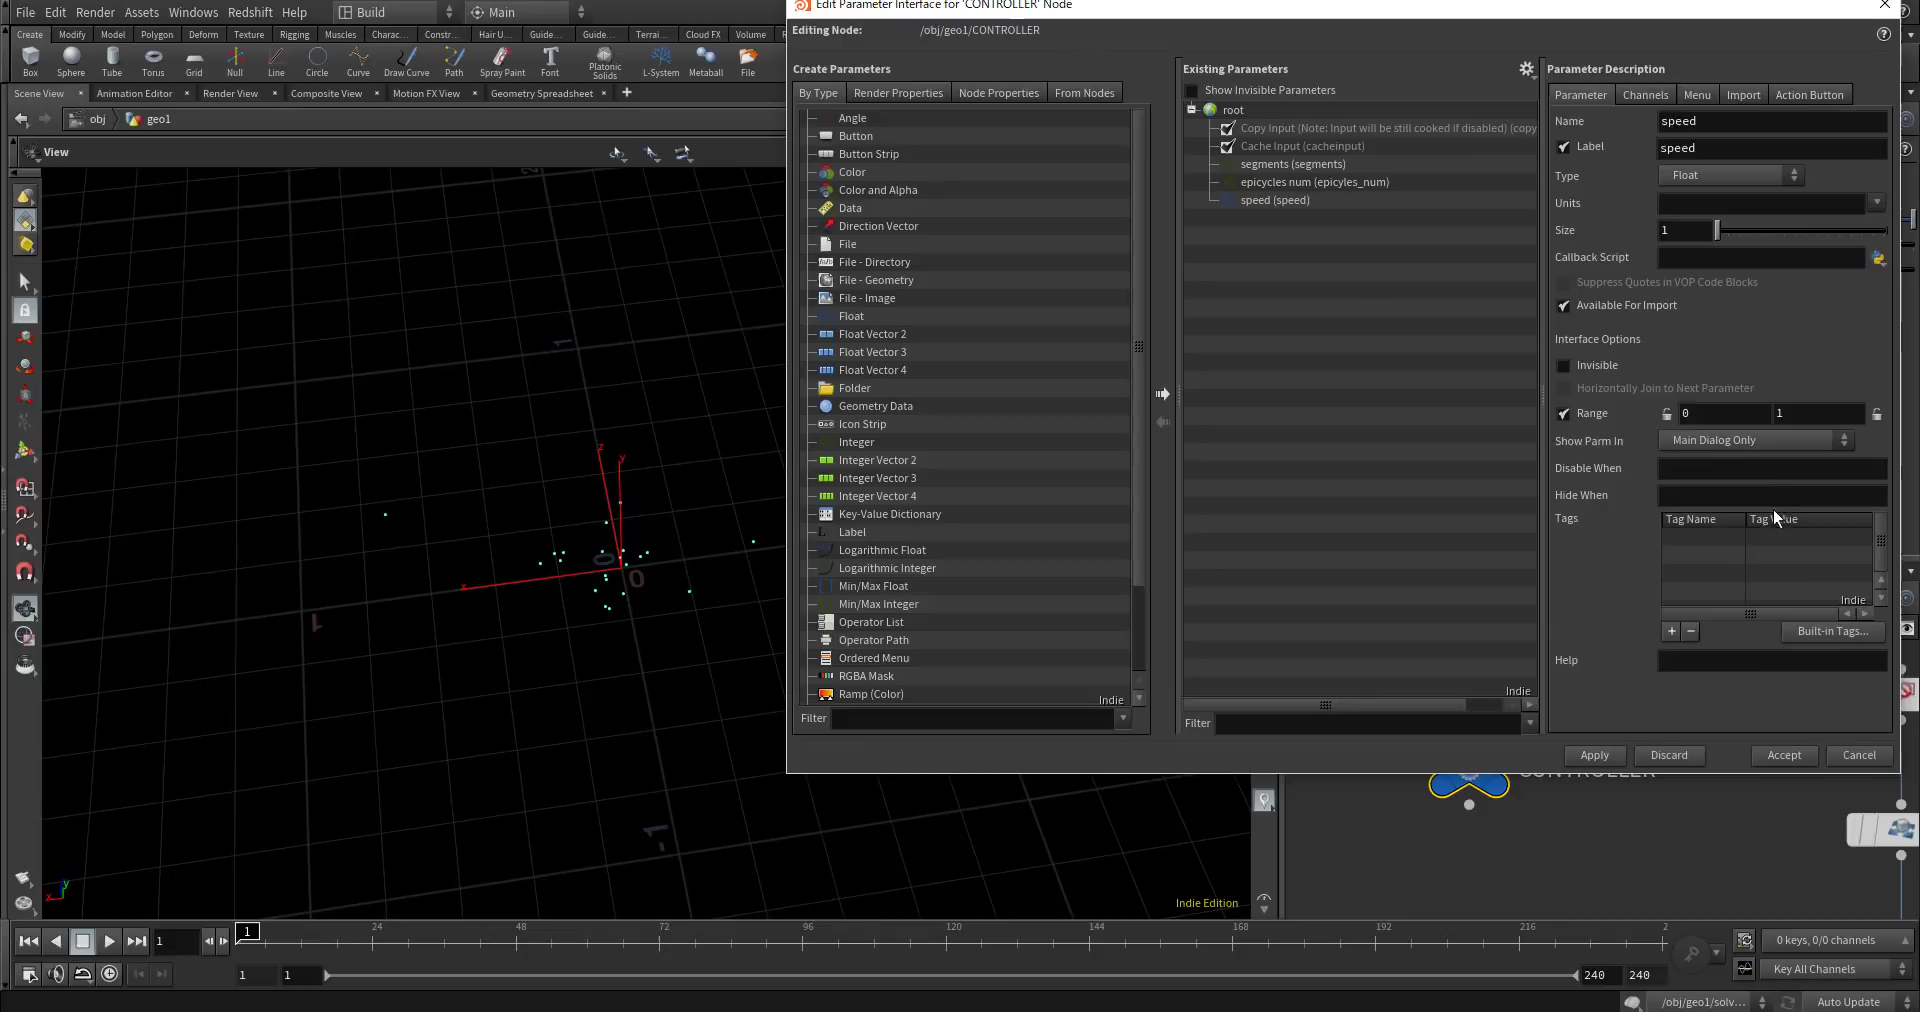 Edit Parameter Interface for 'CONTROLLER' Node
File Edit Render Assets Windows Redshift Help
Build
Main
Create Modify Model Polygon Deform Texture Rigging Muscles Charac... Constr... Hair U... Guide... Guide... Terrai... Cloud FX Volume
Box Sphere Tube Torus Grid Null Line Circle Curve Draw Curve Path Spray Paint Font Platonic Solids L-System Metaball File
Scene View Animation Editor Render View Composite View Motion FX View Geometry Spreadsheet
obj geo1
View
Editing Node: /obj/geo1/CONTROLLER
Create Parameters
By Type Render Properties Node Properties From Nodes
Angle
Button
Button Strip
Color
Color and Alpha
Data
Direction Vector
File
File - Directory
File - Geometry
File - Image
Float
Float Vector 2
Float Vector 3
Float Vector 4
Folder
Geometry Data
Icon Strip
Integer
Integer Vector 2
Integer Vector 3
Integer Vector 4
Key-Value Dictionary
Label
Logarithmic Float
Logarithmic Integer
Min/Max Float
Min/Max Integer
Operator List
Operator Path
Ordered Menu
RGBA Mask
Ramp (Color)
Indie
Filter
Existing Parameters
Show Invisible Parameters
root
Copy Input (Note: Input will be still cooked if disabled) (copy
Cache Input (cacheinput)
segments (segments)
epicycles num (epicyles_num)
speed (speed)
Indie
Filter
Parameter Description
Parameter Channels Menu Import Action Button
Name speed
Label speed
Type Float
Units
Size 1
Callback Script
Suppress Quotes in VOP Code Blocks
Available For Import
Interface Options
Invisible
Horizontally Join to Next Parameter
Range 0 1
Show Parm In Main Dialog Only
Disable When
Hide When
Tags Tag Name
Indie
+ − Built-in Tags...
Help
Apply Discard Accept Cancel
z
y
x
0
0
1
1
-1
y
x
Indie Edition
1 24 48 72 96 120 144 168 192 216 2
1
1 1 240 240
0 keys, 0/0 channels
Key All Channels
/obj/geo1/solv... Auto Update